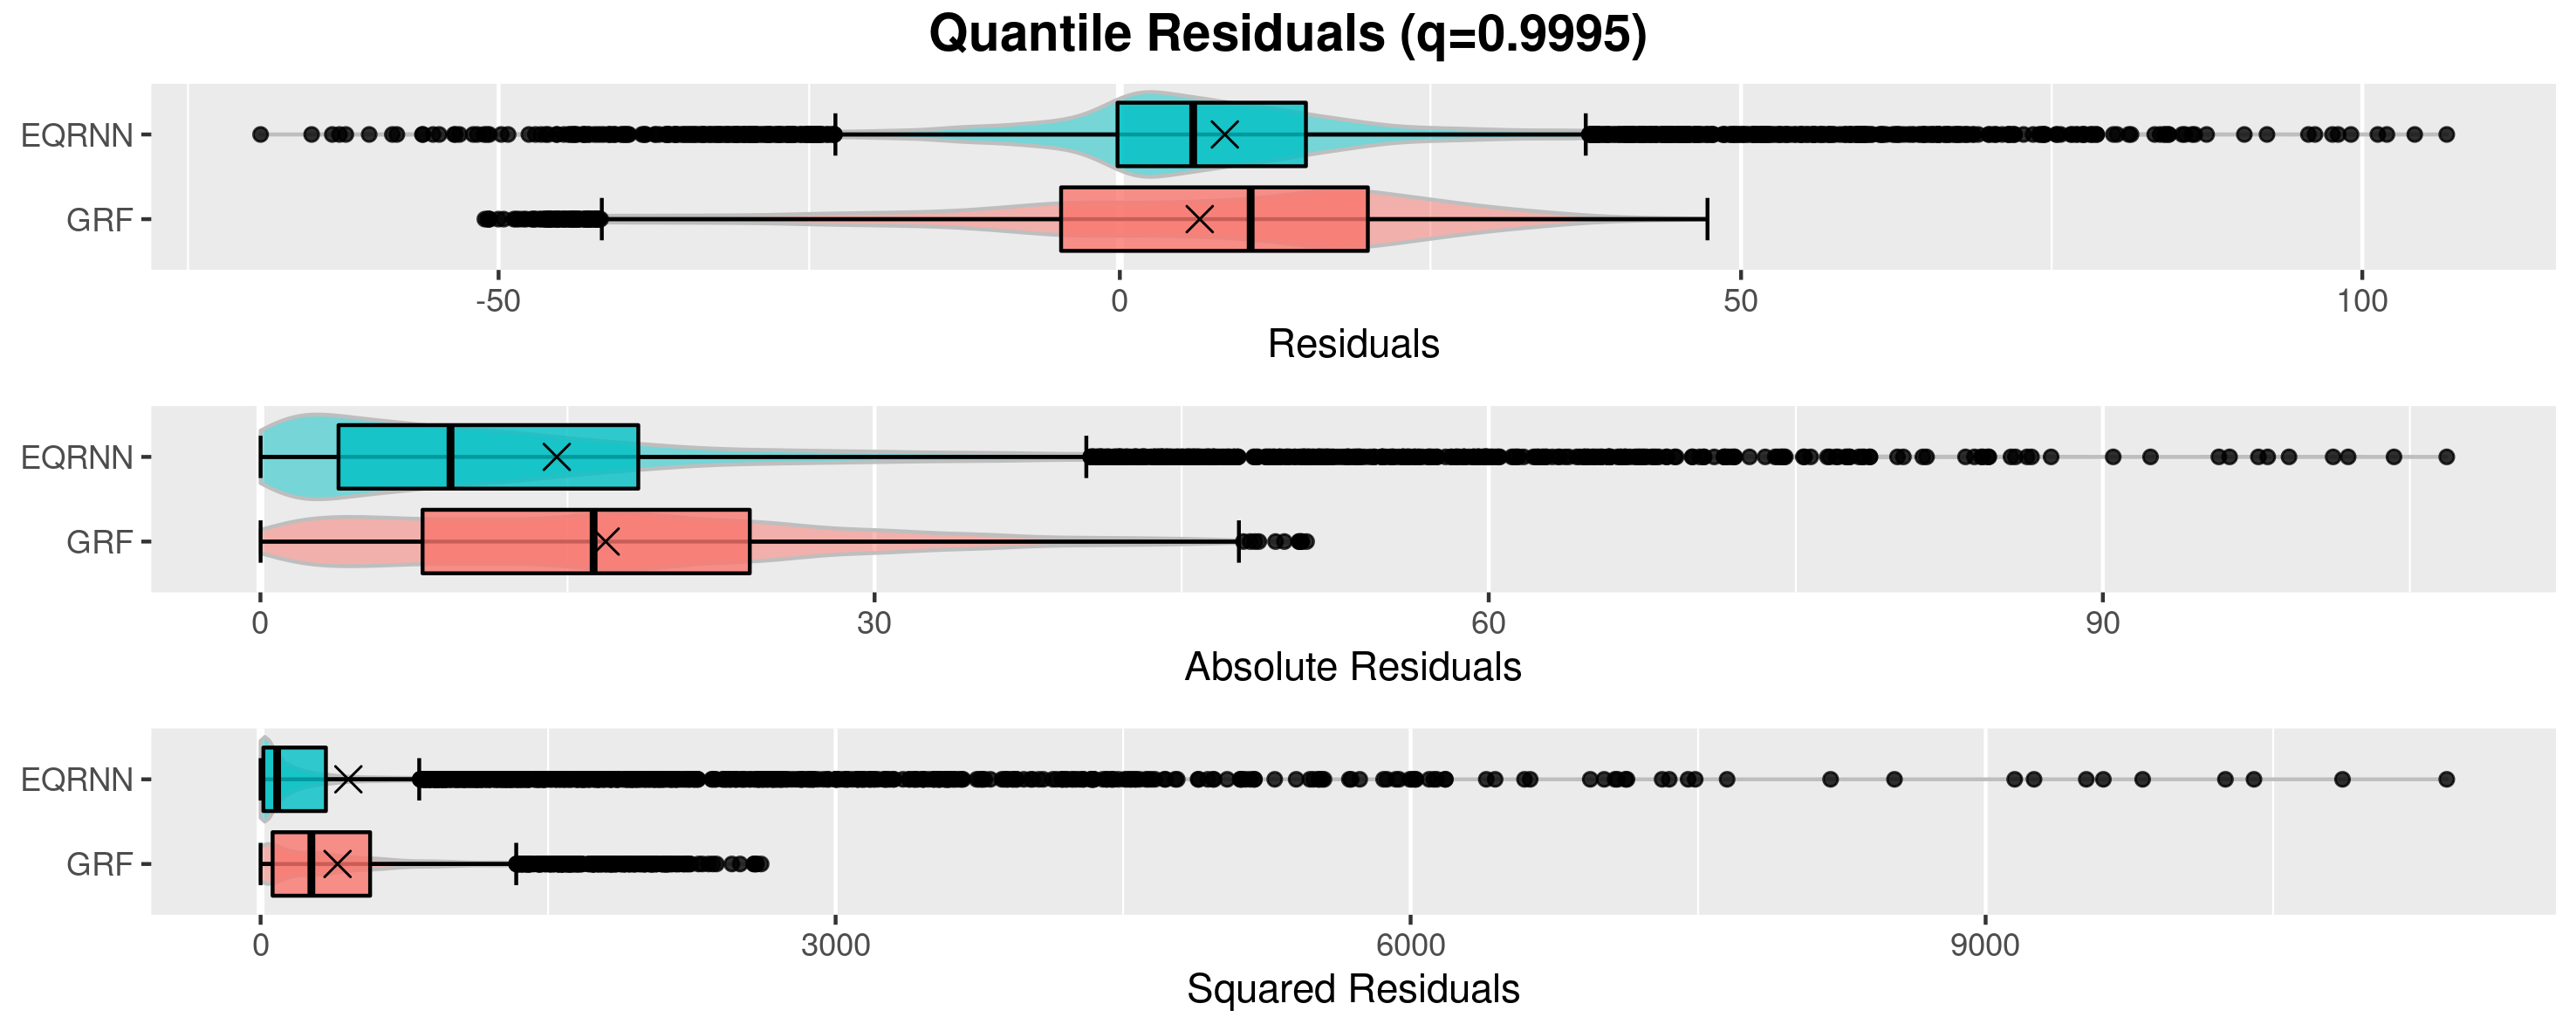 Quantile Residuals (q=0.9995)
EQRNN
GRF
-50 0 50 100
Residuals
EQRNN
GRF
0 30 60 90
Absolute Residuals
EQRNN
GRF
0 3000 6000 9000
Squared Residuals